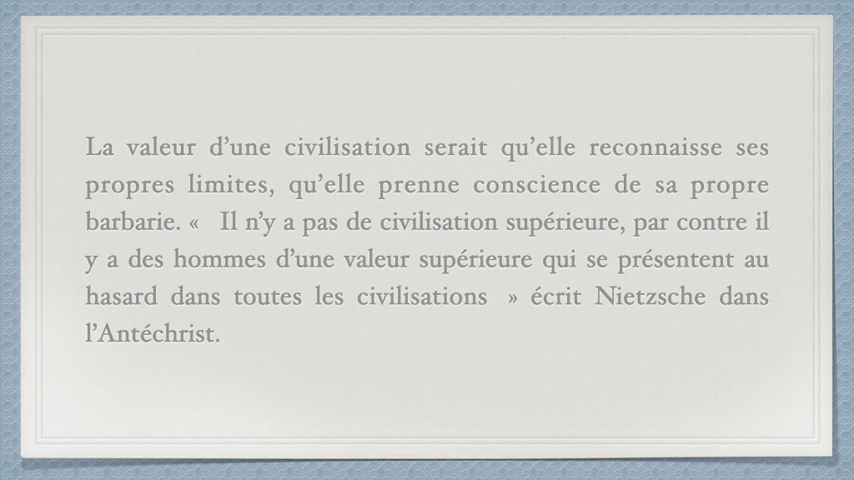 La valeur d’une civilisation serait qu’elle reconnaisse ses
propres limites, qu’elle prenne conscience de sa propre
barbarie. « Il n’y a pas de civilisation supérieure, par contre il
y a des hommes d’une valeur supérieure qui se présentent au
hasard dans toutes les civilisations » écrit Nietzsche dans
l’Antéchrist.